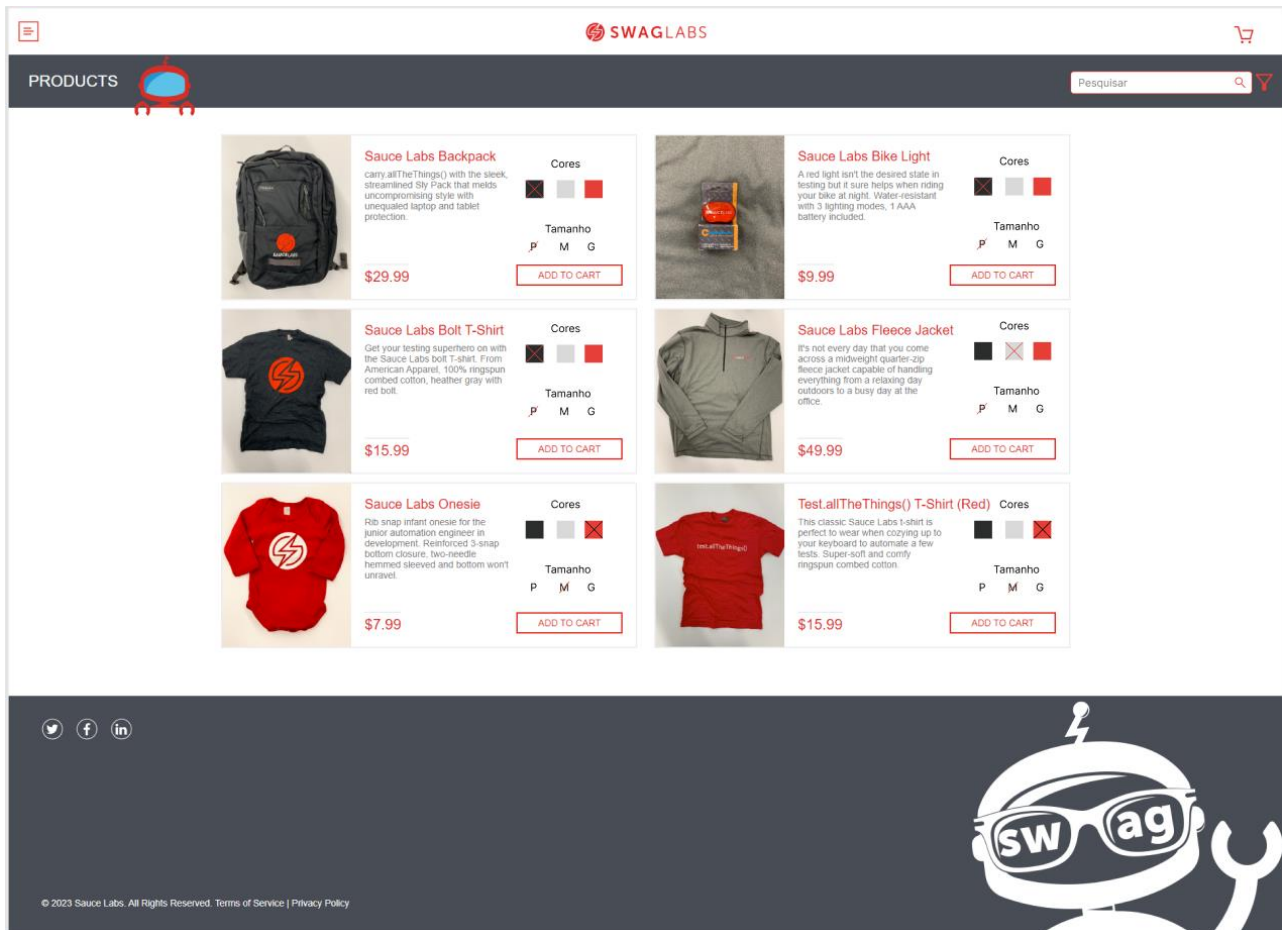 SWAGLABS
PRODUCTS
Pesquisar
Sauce Labs Backpack
carry.allTheThings() with the sleek,
streamlined Sly Pack that melds
uncompromising style with
unequaled laptop and tablet
protection.
Cores
Tamanho
P M G
$29.99
ADD TO CART
Sauce Labs Bike Light
A red light isn't the desired state in
testing but it sure helps when riding
your bike at night. Water-resistant
with 3 lighting modes, 1 AAA
battery included.
Cores
Tamanho
P M G
$9.99
ADD TO CART
Sauce Labs Bolt T-Shirt
Get your testing superhero on with
the Sauce Labs bolt T-shirt. From
American Apparel, 100% ringspun
combed cotton, heather gray with
red bolt.
Cores
Tamanho
P M G
$15.99
ADD TO CART
Sauce Labs Fleece Jacket
It's not every day that you come
across a midweight quarter-zip
fleece jacket capable of handling
everything from a relaxing day
outdoors to a busy day at the
office.
Cores
Tamanho
P M G
$49.99
ADD TO CART
Sauce Labs Onesie
Rib snap infant onesie for the
junior automation engineer in
development. Reinforced 3-snap
bottom closure, two-needle
hemmed sleeved and bottom won't
unravel.
Cores
Tamanho
P M G
$7.99
ADD TO CART
test.allTheThings()
Test.allTheThings() T-Shirt (Red)
This classic Sauce Labs t-shirt is
perfect to wear when cozying up to
your keyboard to automate a few
tests. Super-soft and comfy
ringspun combed cotton.
Cores
Tamanho
P M G
$15.99
ADD TO CART
swag
© 2023 Sauce Labs. All Rights Reserved. Terms of Service | Privacy Policy